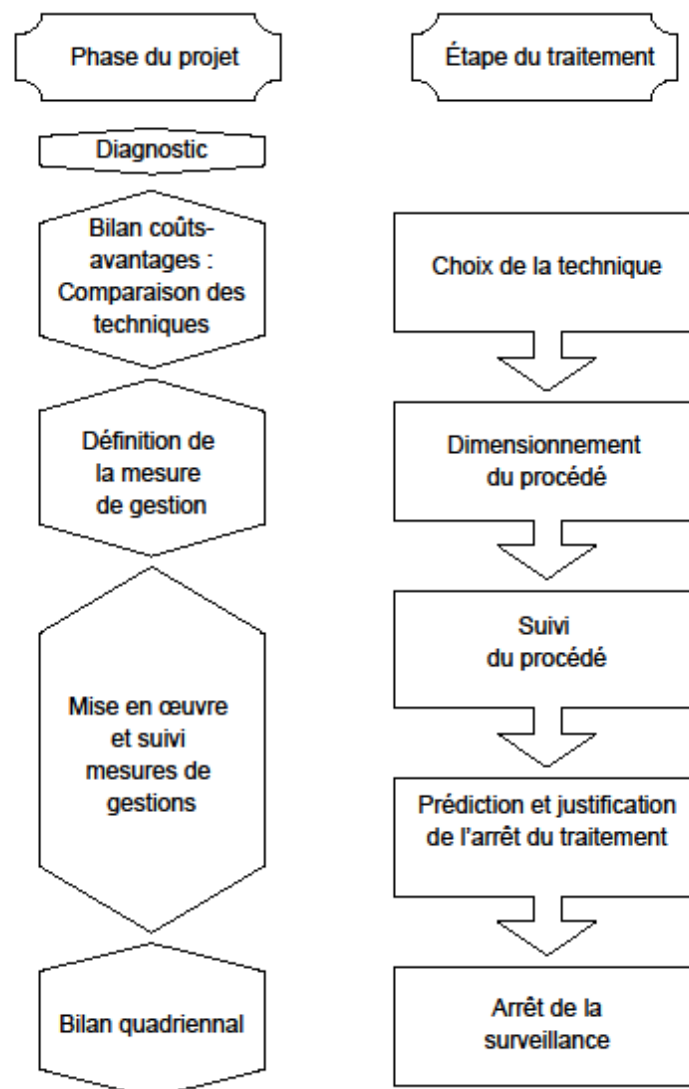 Phase du projet
Étape du traitement
Diagnostic
Bilan coûts-
avantages :
Comparaison des
techniques
Choix de la technique
Définition de
la mesure
de gestion
Dimensionnement
du procédé
Mise en œuvre
et suivi
mesures de
gestions
Suivi
du procédé
Prédiction et justification
de l'arrêt du traitement
Bilan quadriennal
Arrêt de la
surveillance